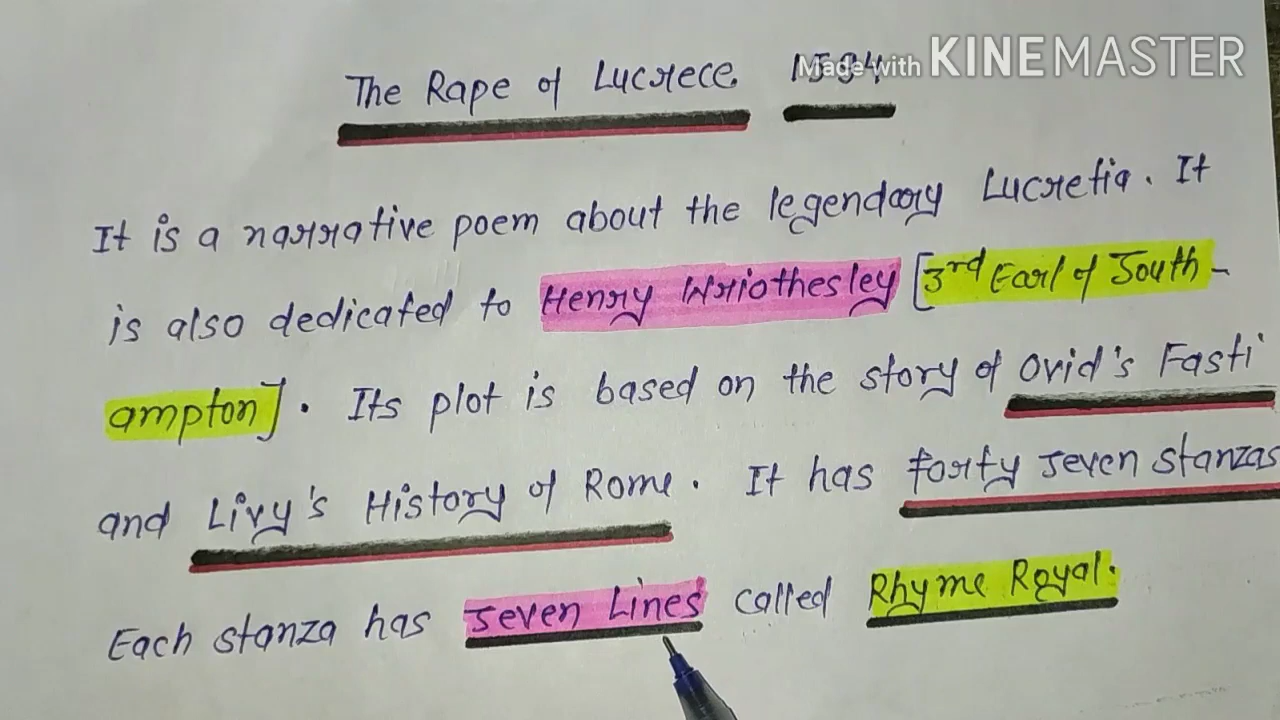 Made with KINEMASTER
The Rape of Lucrece 1594
It is a narrative poem about the legendary Lucretia. It
is also dedicated to Henry Wriothesley [3rd Earl of South-
ampton]. Its plot is based on the story of Ovid's Fasti
and Livy's History of Rome. It has forty seven stanzas
Each stanza has seven Lines called Rhyme Royal.